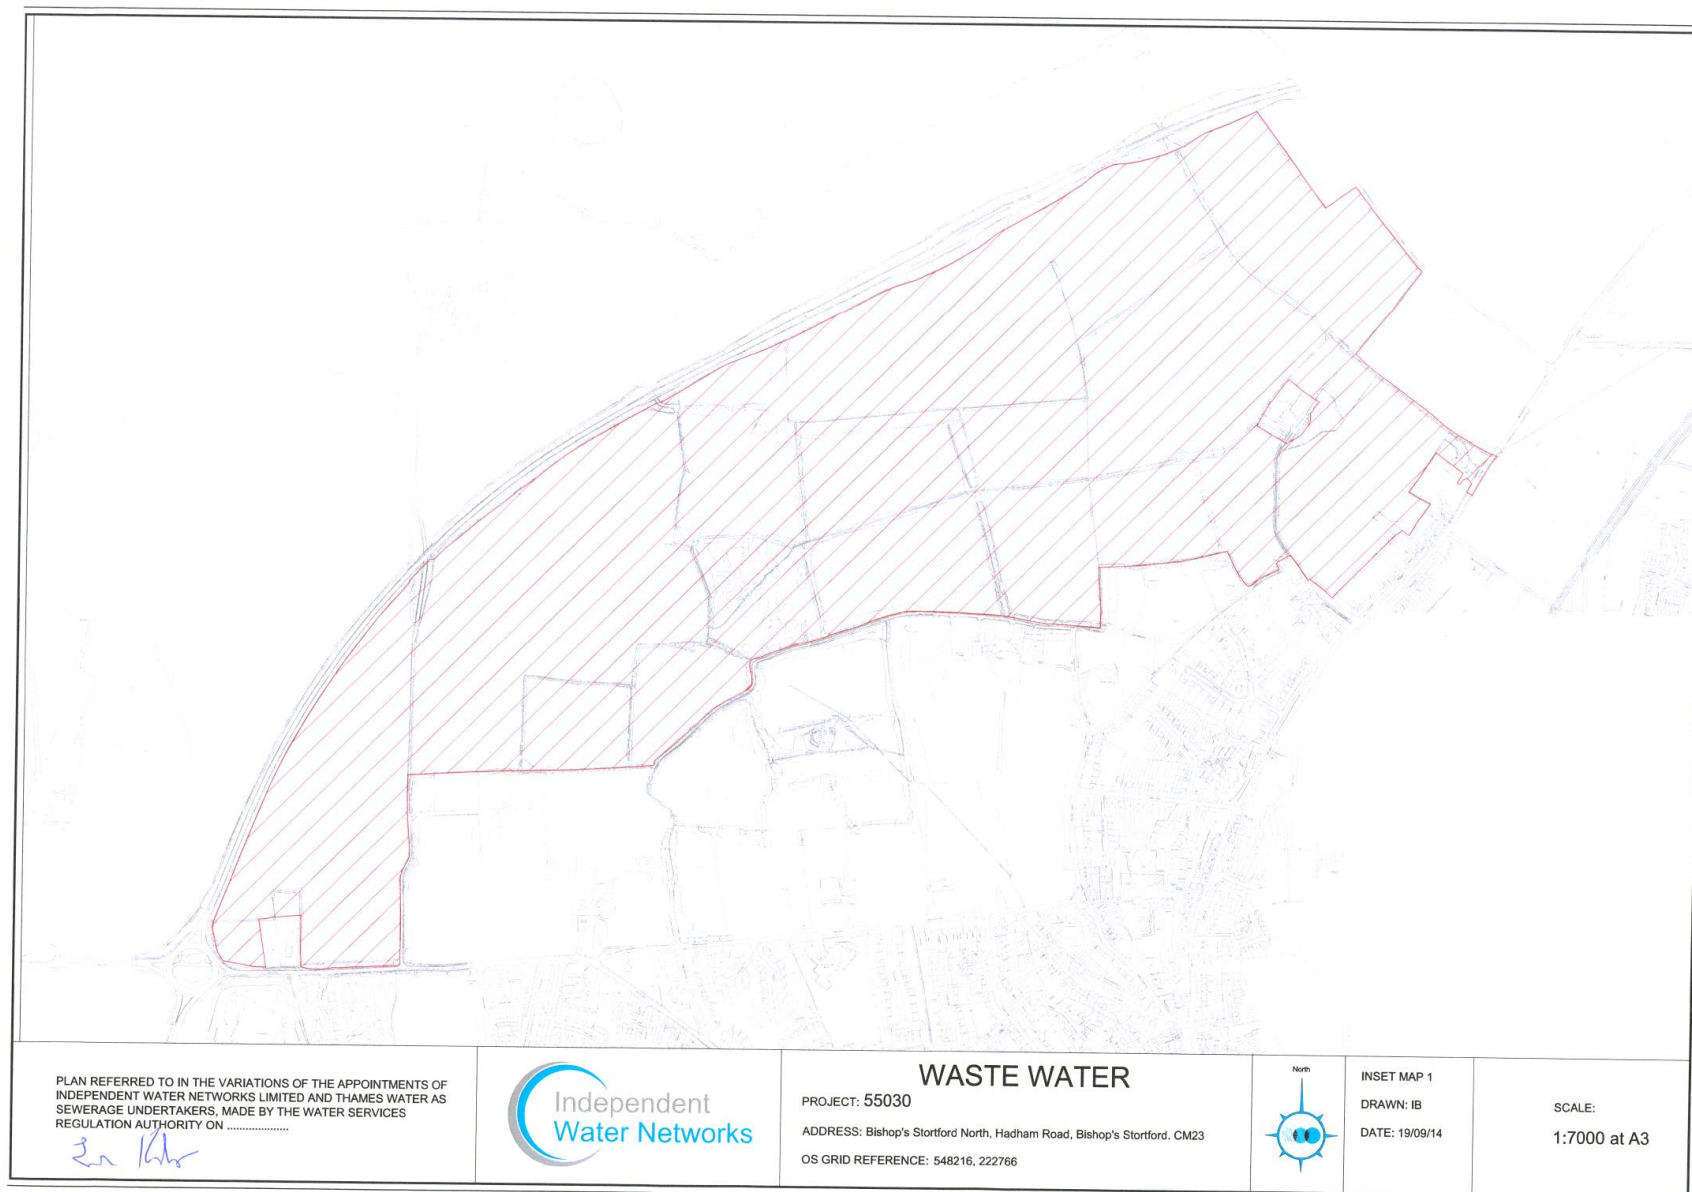 PLAN REFERRED TO IN THE VARIATIONS OF THE APPOINTMENTS OF
INDEPENDENT WATER NETWORKS LIMITED AND THAMES WATER AS
SEWERAGE UNDERTAKERS, MADE BY THE WATER SERVICES
REGULATION AUTHORITY ON ...................
Independent
Water Networks
WASTE WATER
PROJECT: 55030
ADDRESS: Bishop's Stortford North, Hadham Road, Bishop's Stortford. CM23
OS GRID REFERENCE: 548216, 222766
North
INSET MAP 1
DRAWN: IB
DATE: 19/09/14
SCALE:
1:7000 at A3